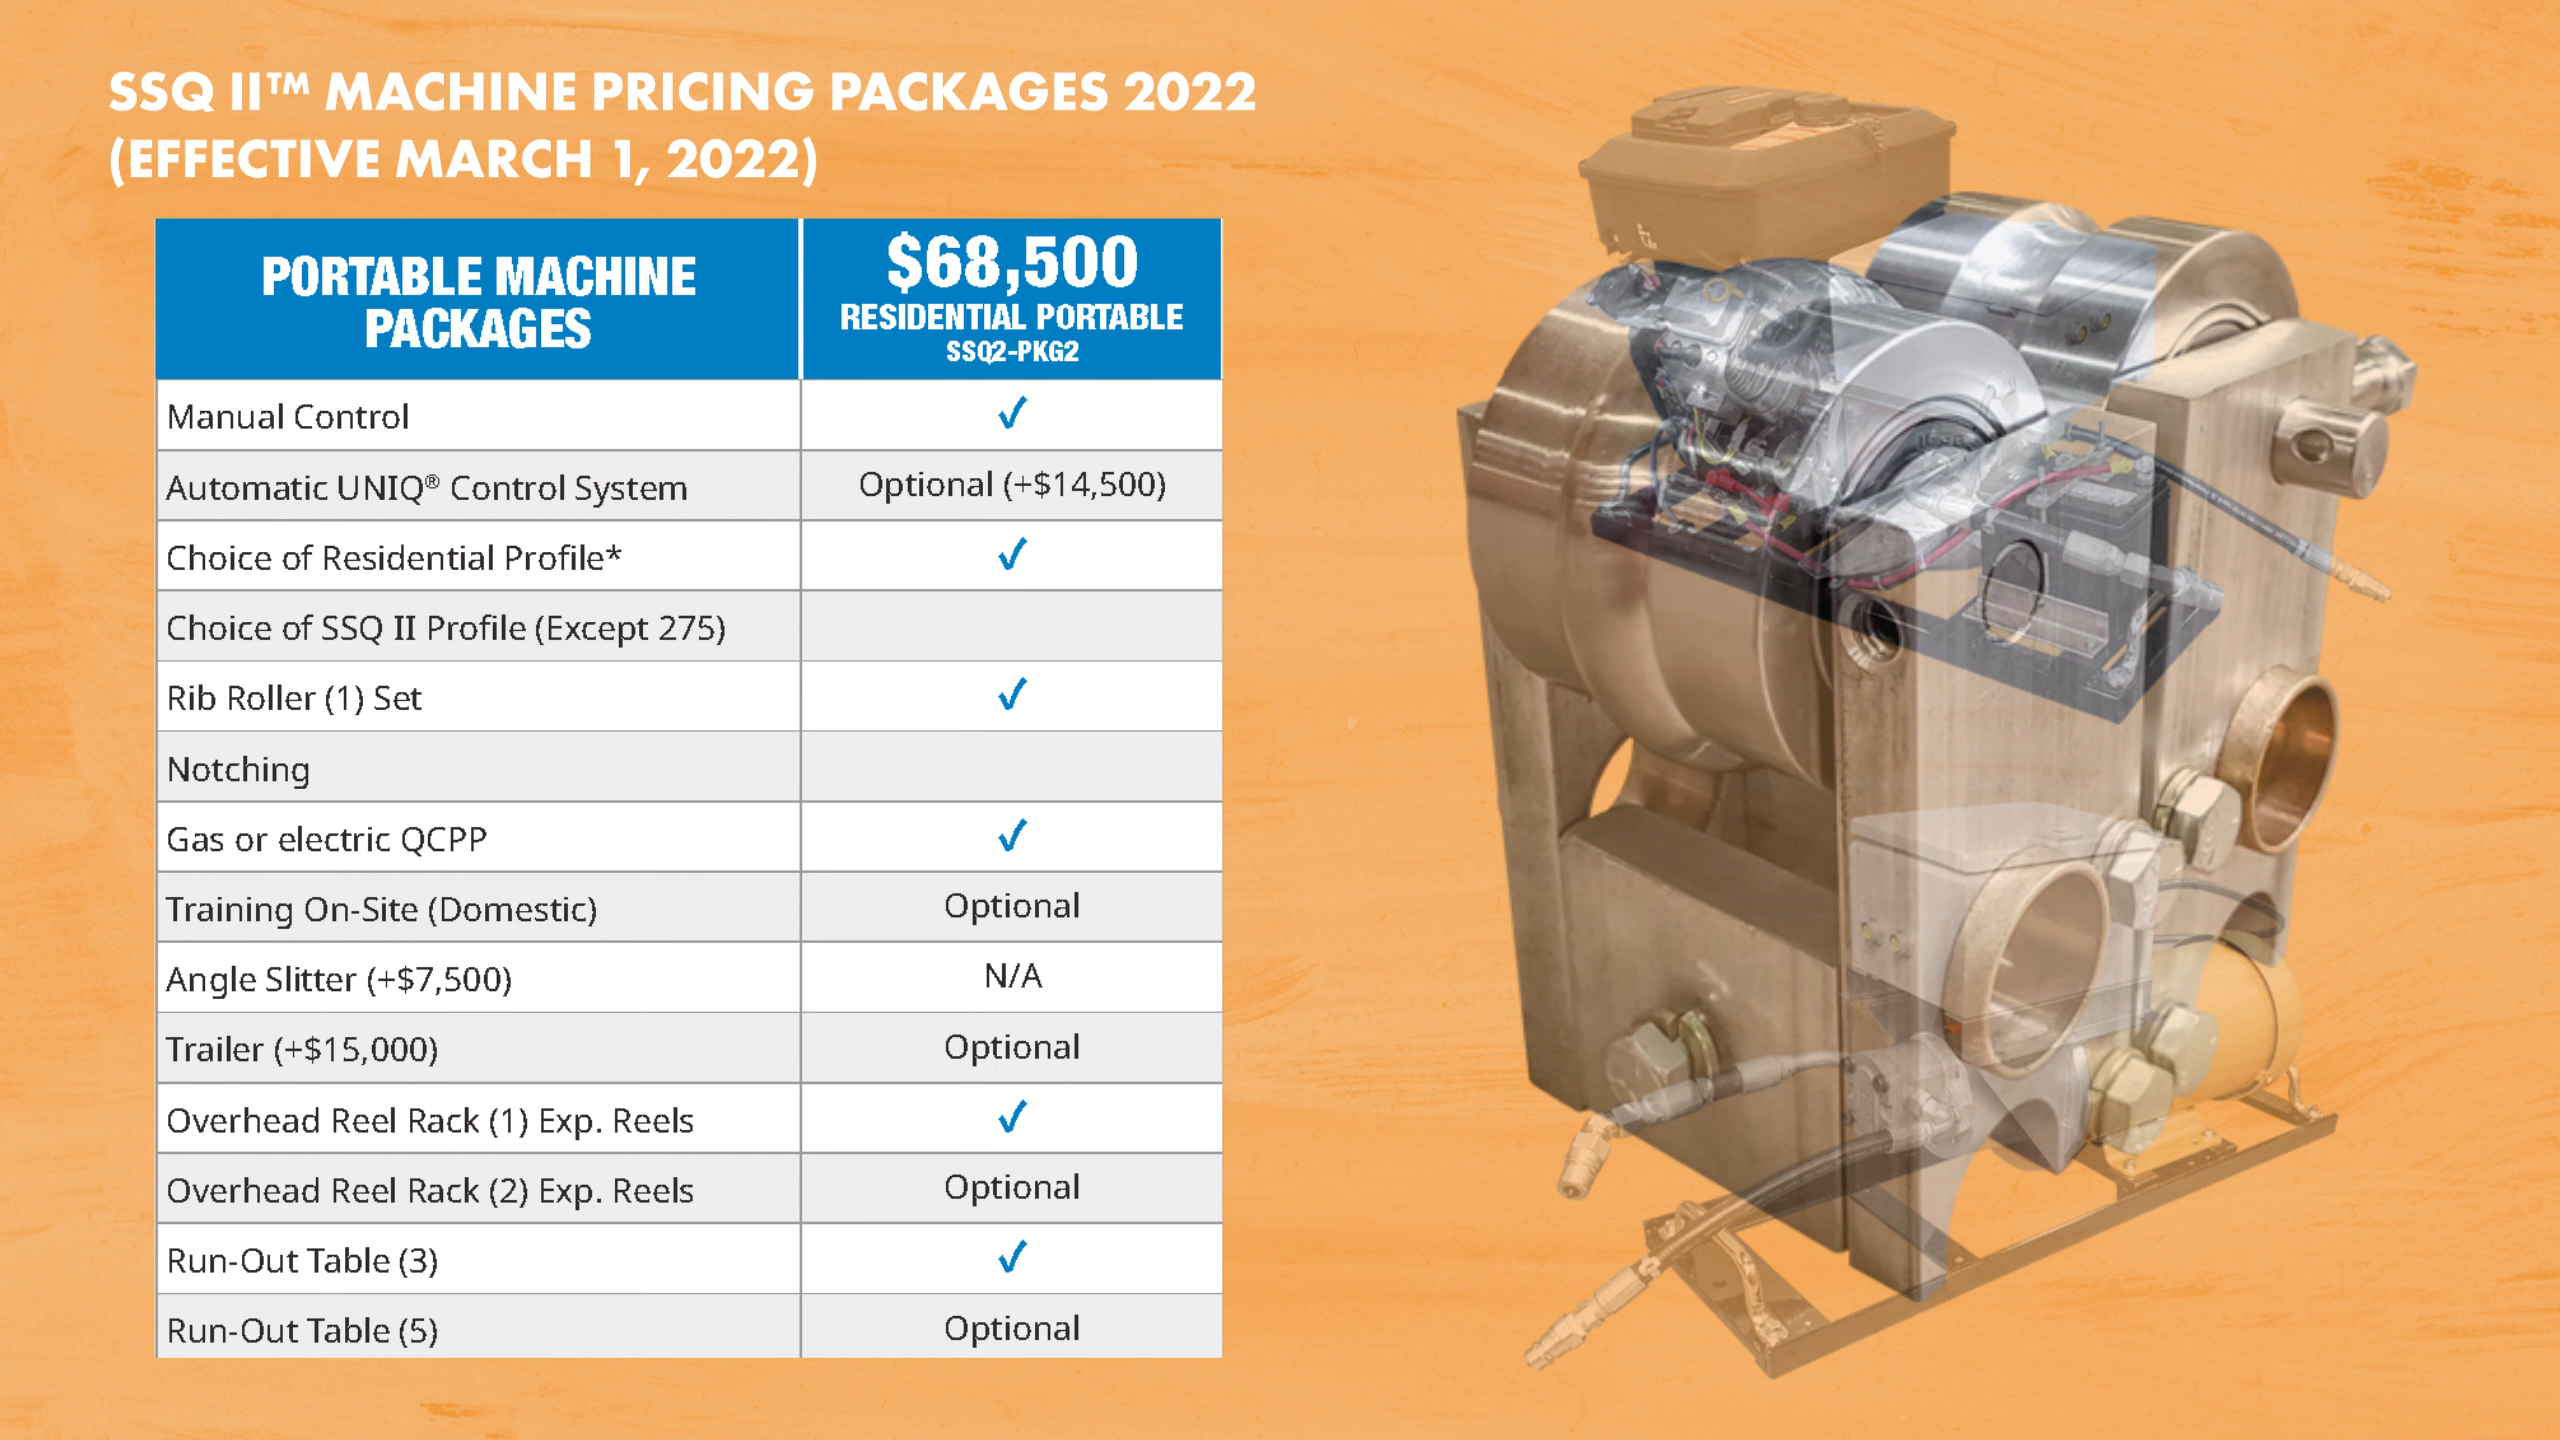 SSQ II™ MACHINE PRICING PACKAGES 2022
(EFFECTIVE MARCH 1, 2022)
PORTABLE MACHINE
PACKAGES
$68,500
RESIDENTIAL PORTABLE
SSQ2-PKG2
Manual Control ✓
Automatic UNIQ® Control System Optional (+$14,500)
Choice of Residential Profile* ✓
Choice of SSQ II Profile (Except 275)
Rib Roller (1) Set ✓
Notching
Gas or electric QCPP ✓
Training On-Site (Domestic) Optional
Angle Slitter (+$7,500) N/A
Trailer (+$15,000) Optional
Overhead Reel Rack (1) Exp. Reels ✓
Overhead Reel Rack (2) Exp. Reels Optional
Run-Out Table (3) ✓
Run-Out Table (5) Optional